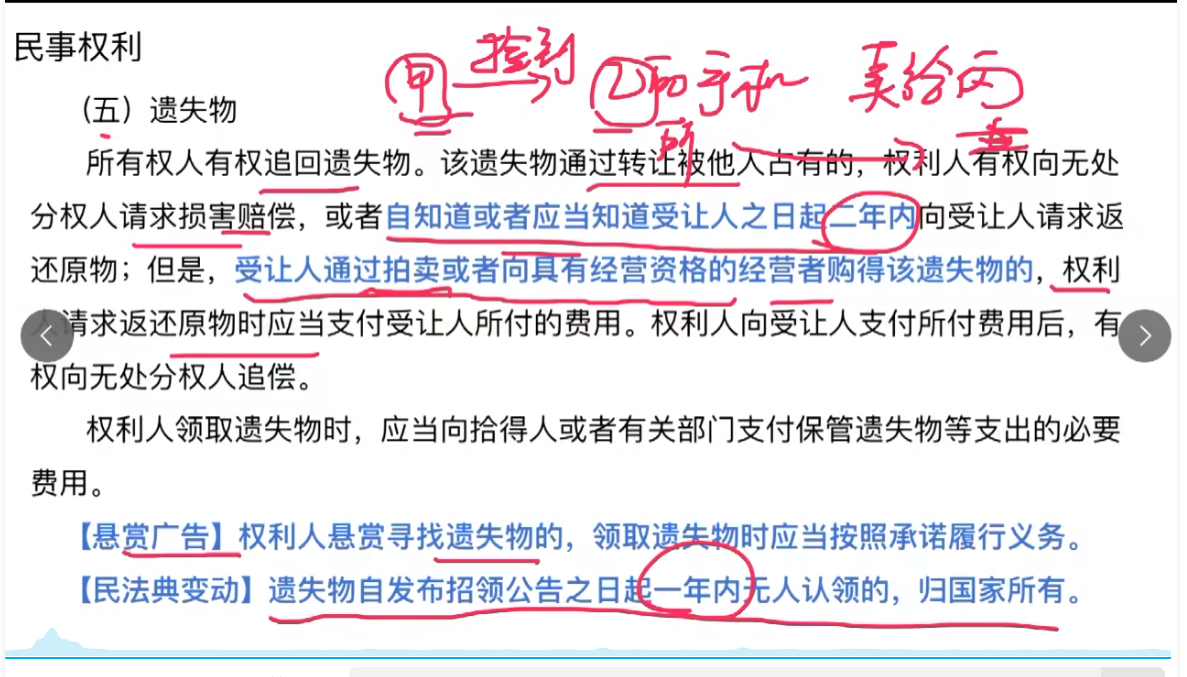 民事权利
甲 捡到 乙的手机 卖给丙
（五）遗失物
所
所有权人有权追回遗失物。该遗失物通过转让被他人占有的，权利人有权向无处
分权人请求损害赔偿，或者自知道或者应当知道受让人之日起二年内向受让人请求返
还原物；但是，受让人通过拍卖或者向具有经营资格的经营者购得该遗失物的，权利
人请求返还原物时应当支付受让人所付的费用。权利人向受让人支付所付费用后，有
权向无处分权人追偿。
权利人领取遗失物时，应当向拾得人或者有关部门支付保管遗失物等支出的必要
费用。
【悬赏广告】权利人悬赏寻找遗失物的，领取遗失物时应当按照承诺履行义务。
【民法典变动】遗失物自发布招领公告之日起一年内无人认领的，归国家所有。